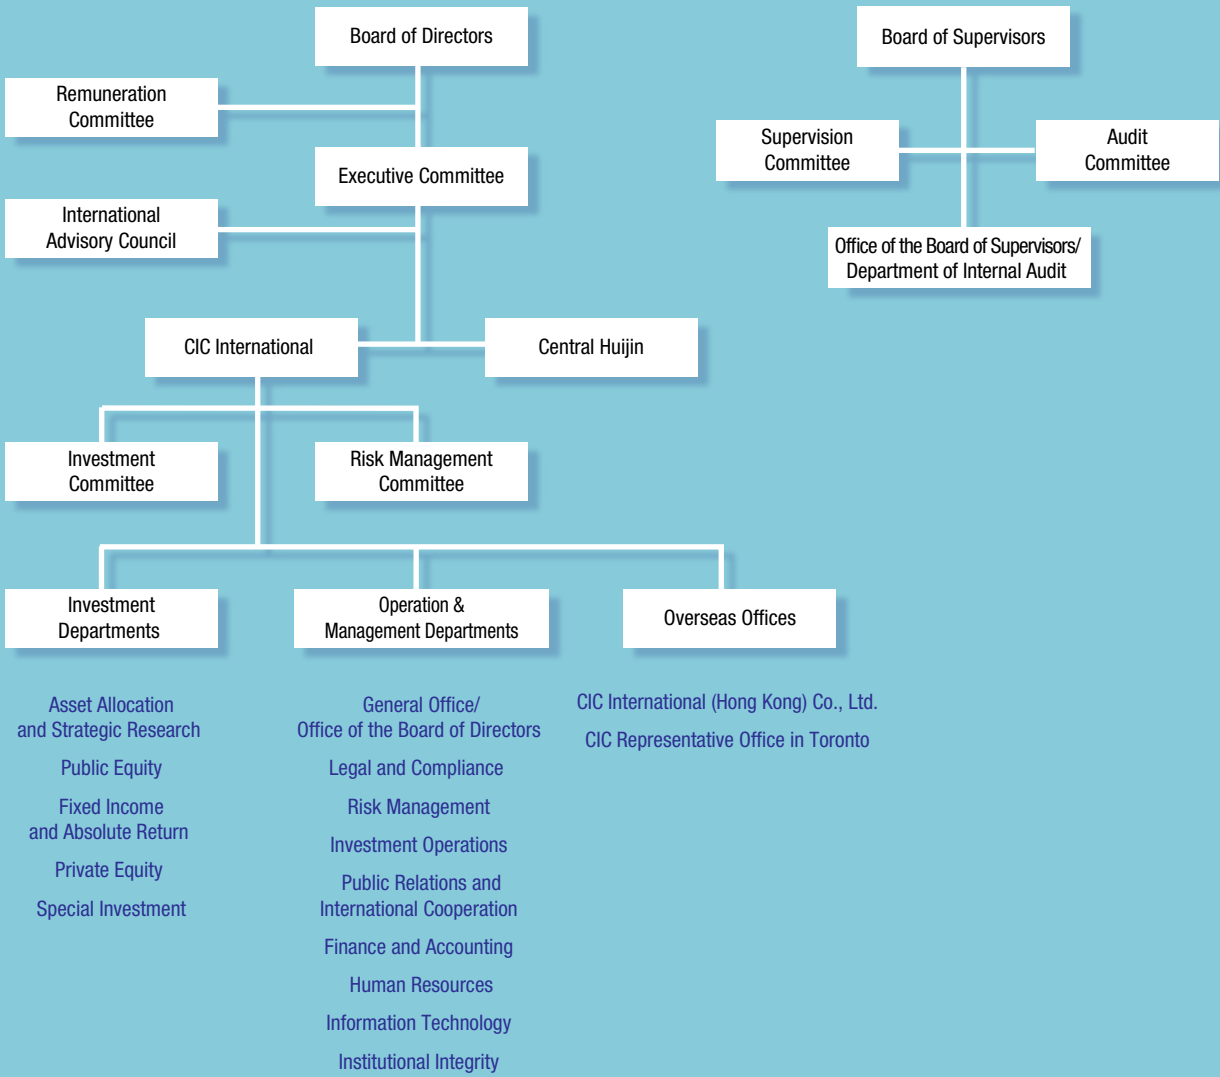 Board of Directors
Board of Supervisors
Remuneration
Committee
Supervision
Committee
Audit
Committee
Executive Committee
International
Advisory Council
Office of the Board of Supervisors/
Department of Internal Audit
CIC International
Central Huijin
Investment
Committee
Risk Management
Committee
Investment
Departments
Operation &
Management Departments
Overseas Offices
Asset Allocation
and Strategic Research
Public Equity
Fixed Income
and Absolute Return
Private Equity
Special Investment
General Office/
Office of the Board of Directors
Legal and Compliance
Risk Management
Investment Operations
Public Relations and
International Cooperation
Finance and Accounting
Human Resources
Information Technology
Institutional Integrity
CIC International (Hong Kong) Co., Ltd.
CIC Representative Office in Toronto